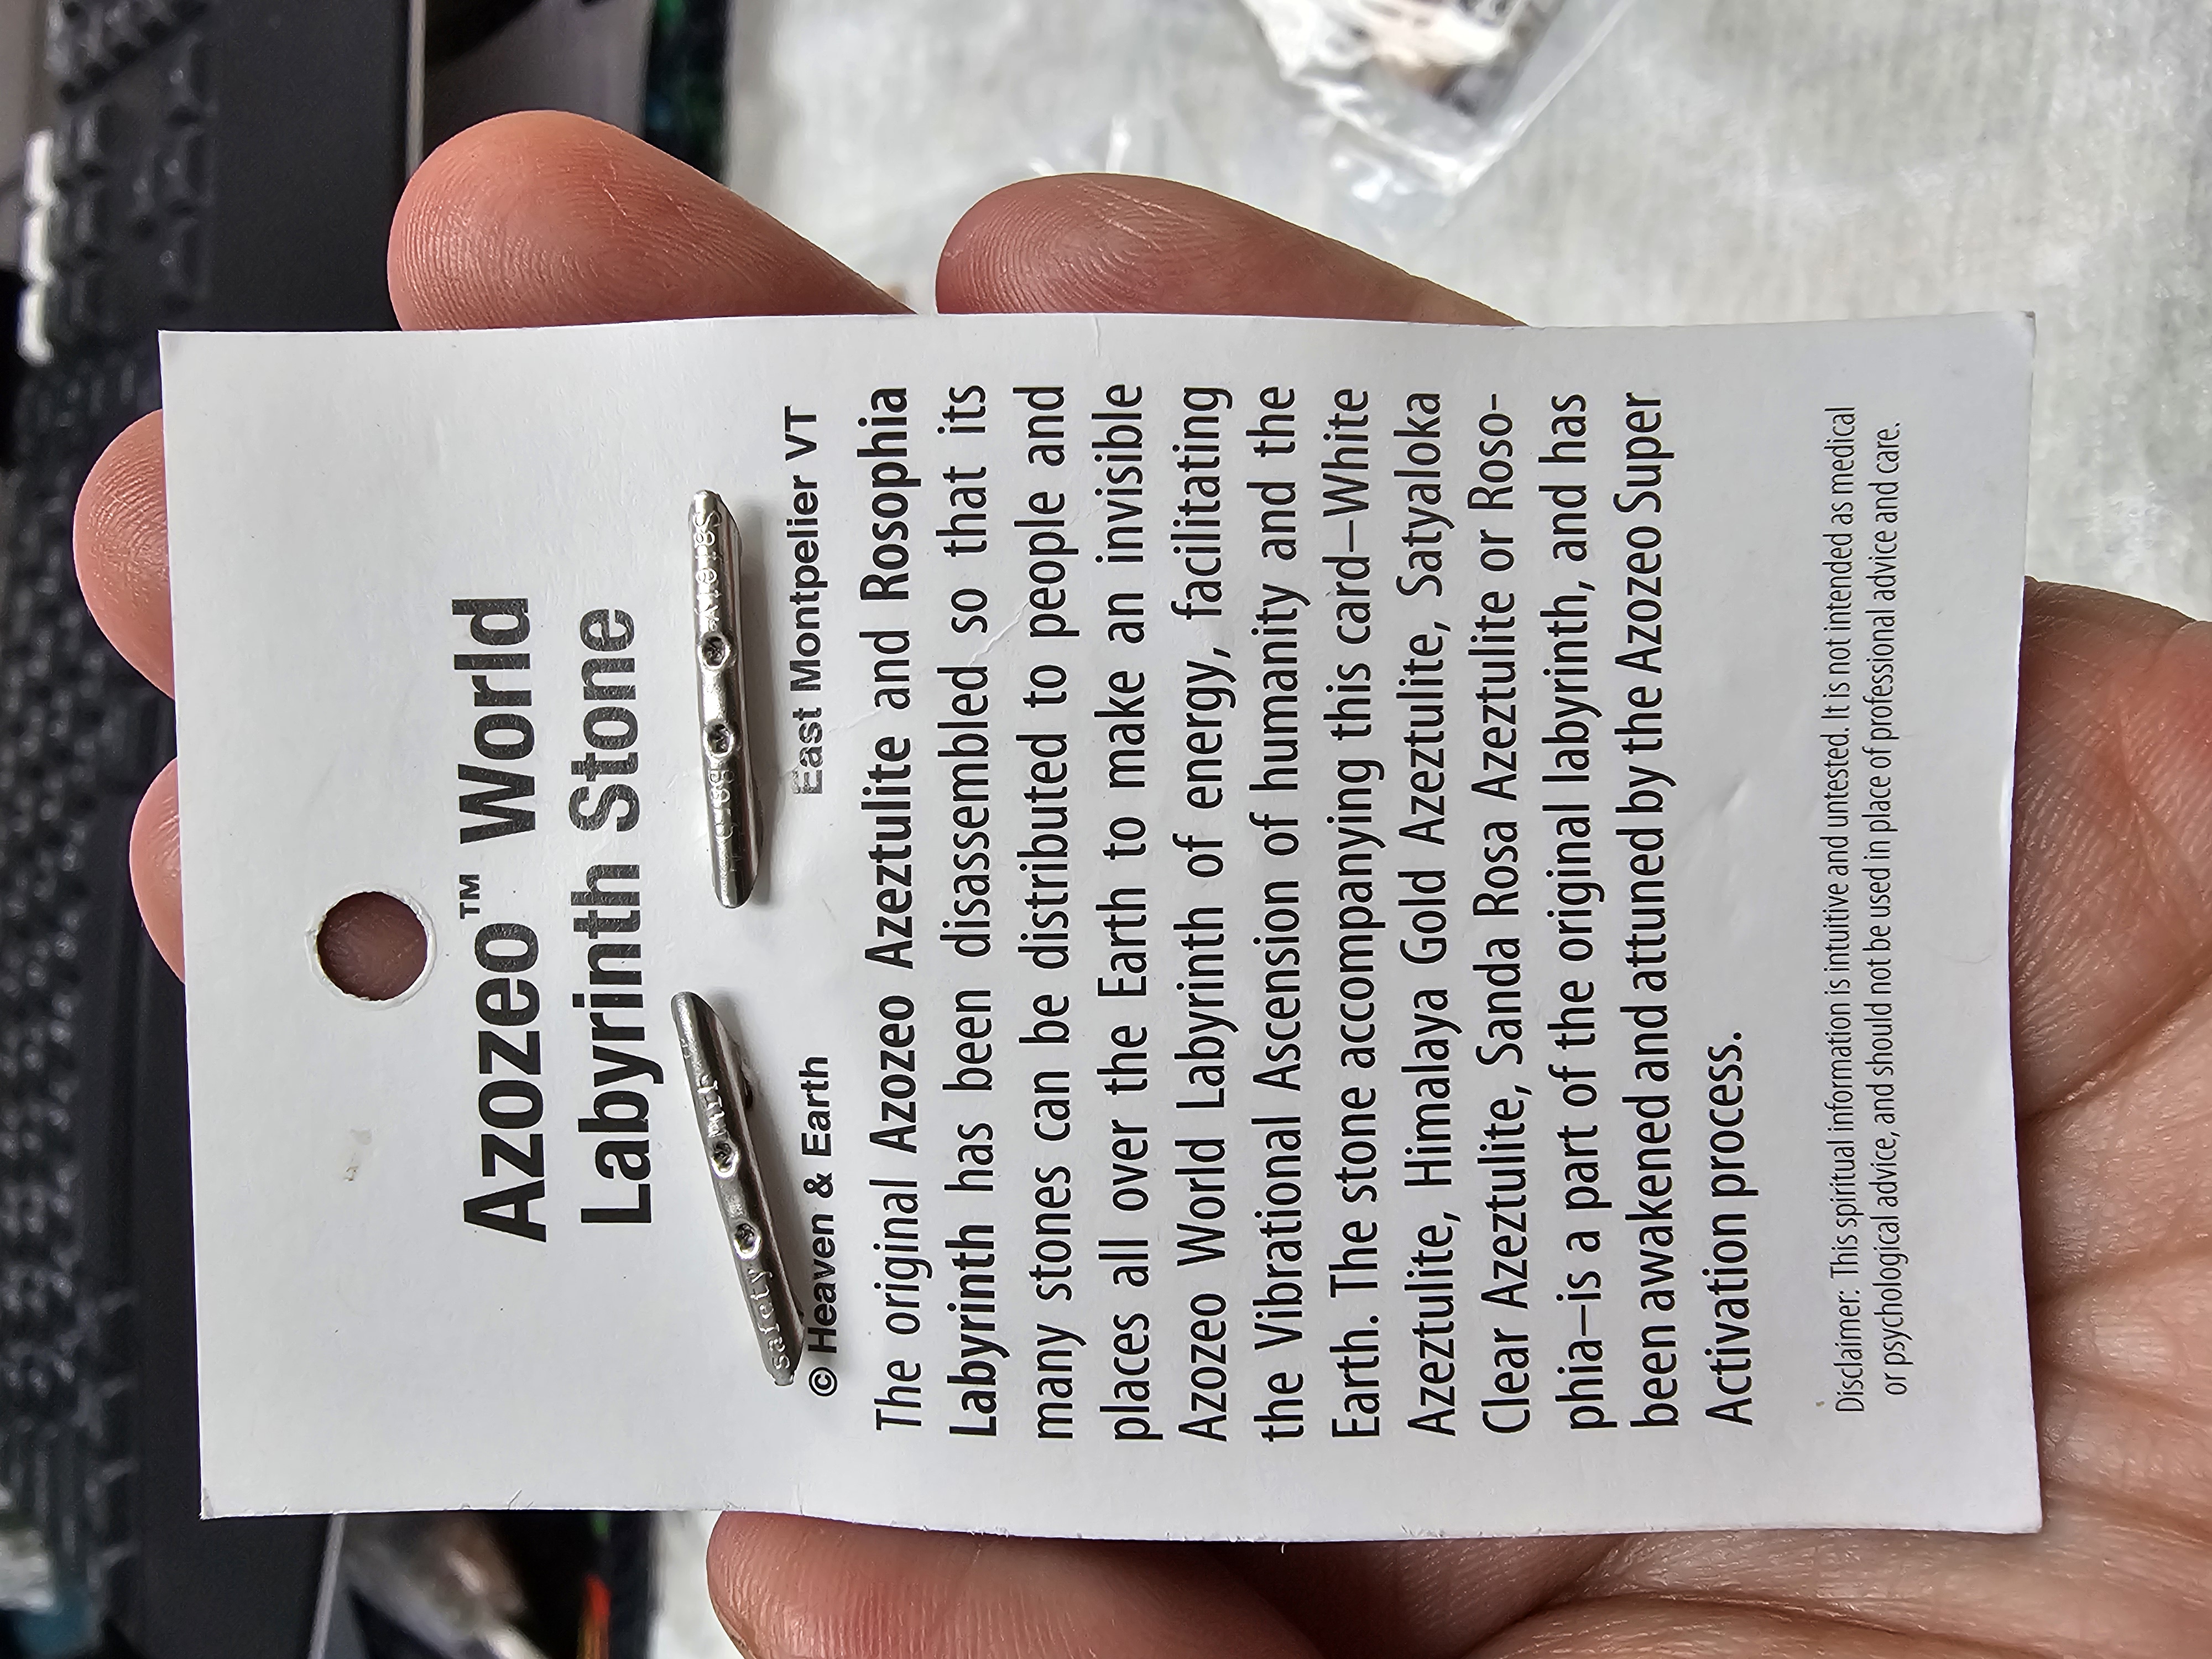 Azozeo™ World
Labyrinth Stone
© Heaven & Earth East Montpelier VT
The original Azozeo Azeztulite and Rosophia
Labyrinth has been disassembled so that its
many stones can be distributed to people and
places all over the Earth to make an invisible
Azozeo World Labyrinth of energy, facilitating
the Vibrational Ascension of humanity and the
Earth. The stone accompanying this card—White
Azeztulite, Himalaya Gold Azeztulite, Satyaloka
Clear Azeztulite, Sanda Rosa Azeztulite or Roso-
phia—is a part of the original labyrinth, and has
been awakened and attuned by the Azozeo Super
Activation process.
Disclaimer: This spiritual information is intuitive and untested. It is not intended as medical
or psychological advice, and should not be used in place of professional advice and care.
safety